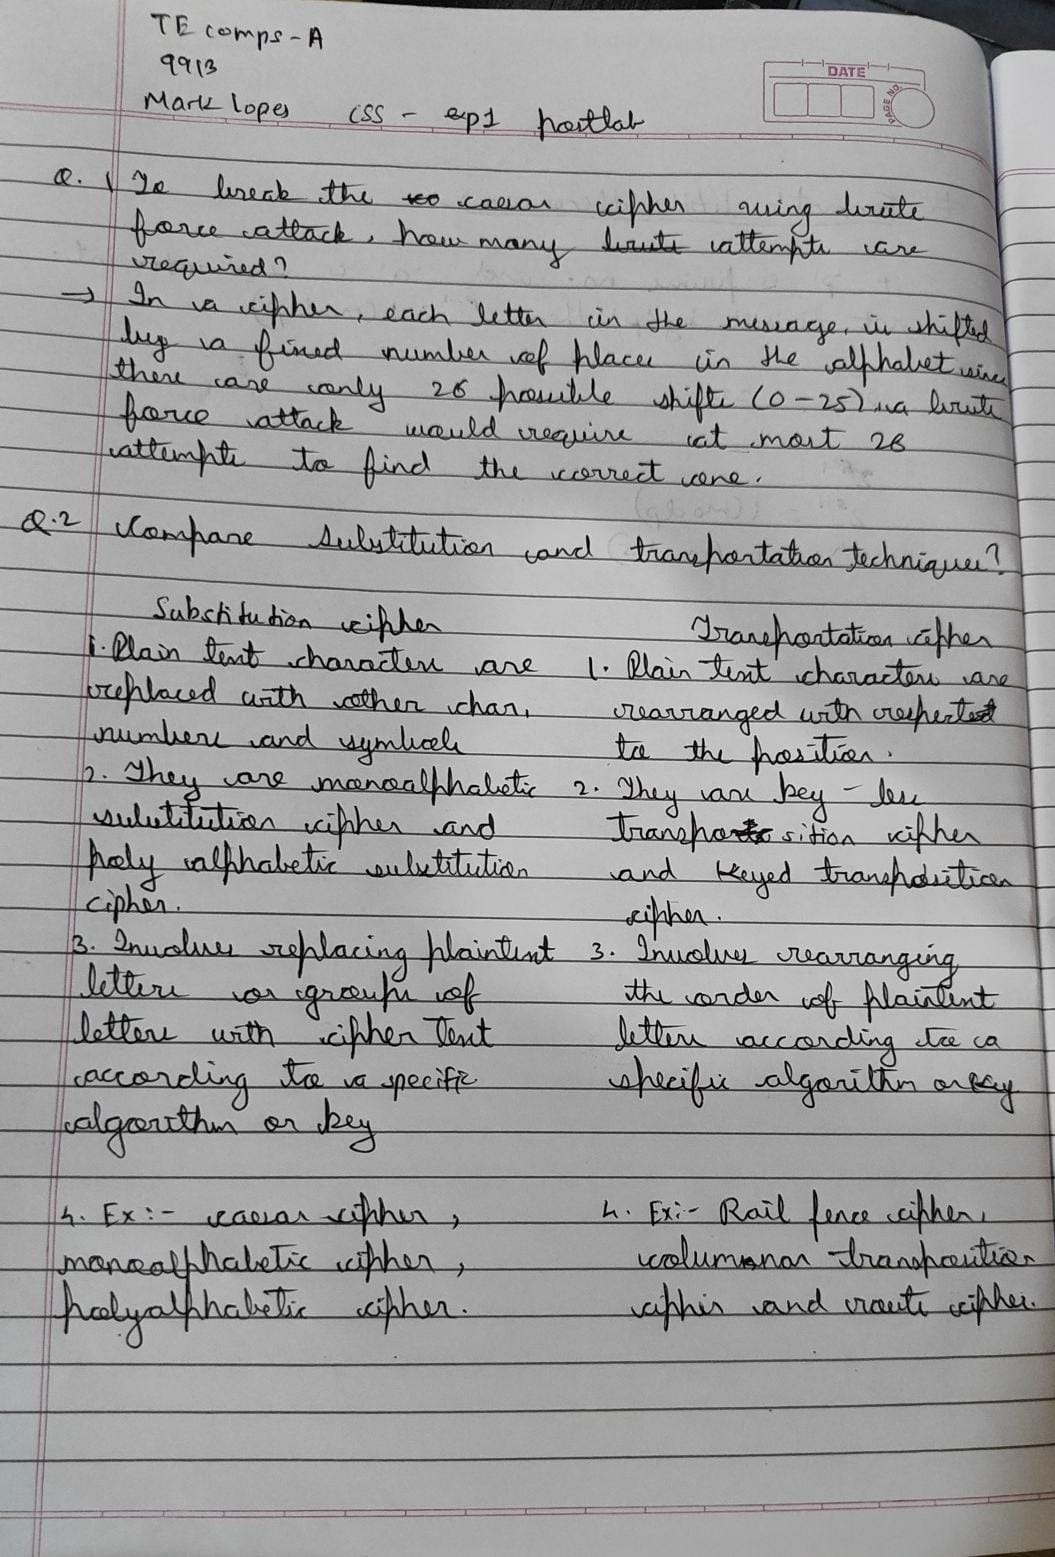 TE comps - A
9913
Mark lopes css - exp1 postlab
DATE
PAGE NO.
Q. 1 To break the caesar cipher using brute
force attack, how many attempts are
required?
→ In a cipher, each letter in the message, is shifted
by a fixed number of places in the alphabet since
there are only 26 possible shifts (0-25), a brute
force attack would require at most 26
attempts to find the correct one.
Q.2 Compare substitution and transportation techniques?
Substitution cipher
1. Plain text characters are
replaced with other char,
numbers and symbols
2. They are monoalphabetic
substitution cipher and
poly alphabetic substitution
cipher.
3. Involves replacing plaintext
letters or groups of
letters with cipher text
according to a specific
algorithm or key
4. Ex:- caesar cipher,
monoalphabetic cipher,
polyalphabetic cipher.
Transportation cipher
1. Plain text characters are
rearranged with respect
to the position.
2. They are key - less
transposition cipher
and Keyed transposition
cipher.
3. Involves rearranging
the order of plaintext
letters according to a
specific algorithm or key
4. Ex:- Rail fence cipher,
columnar transposition
cipher and route cipher.